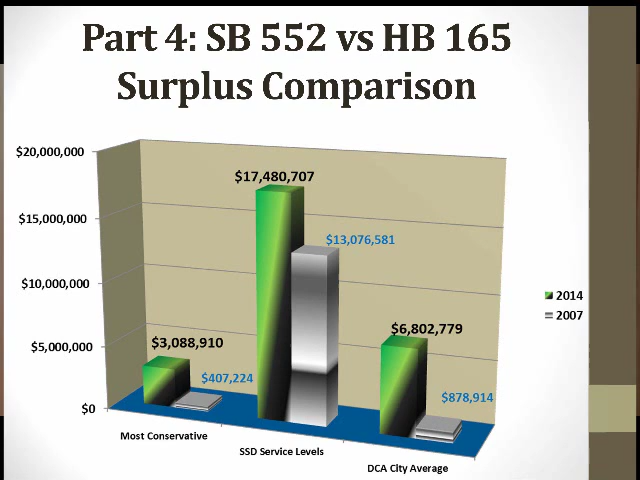 Part 4: SB 552 vs HB 165
Surplus Comparison
$20,000,000
$15,000,000
$10,000,000
$5,000,000
$0
$3,088,910
$407,224
$17,480,707
$13,076,581
$6,802,779
$878,914
Most Conservative
SSD Service Levels
DCA City Average
2014
2007